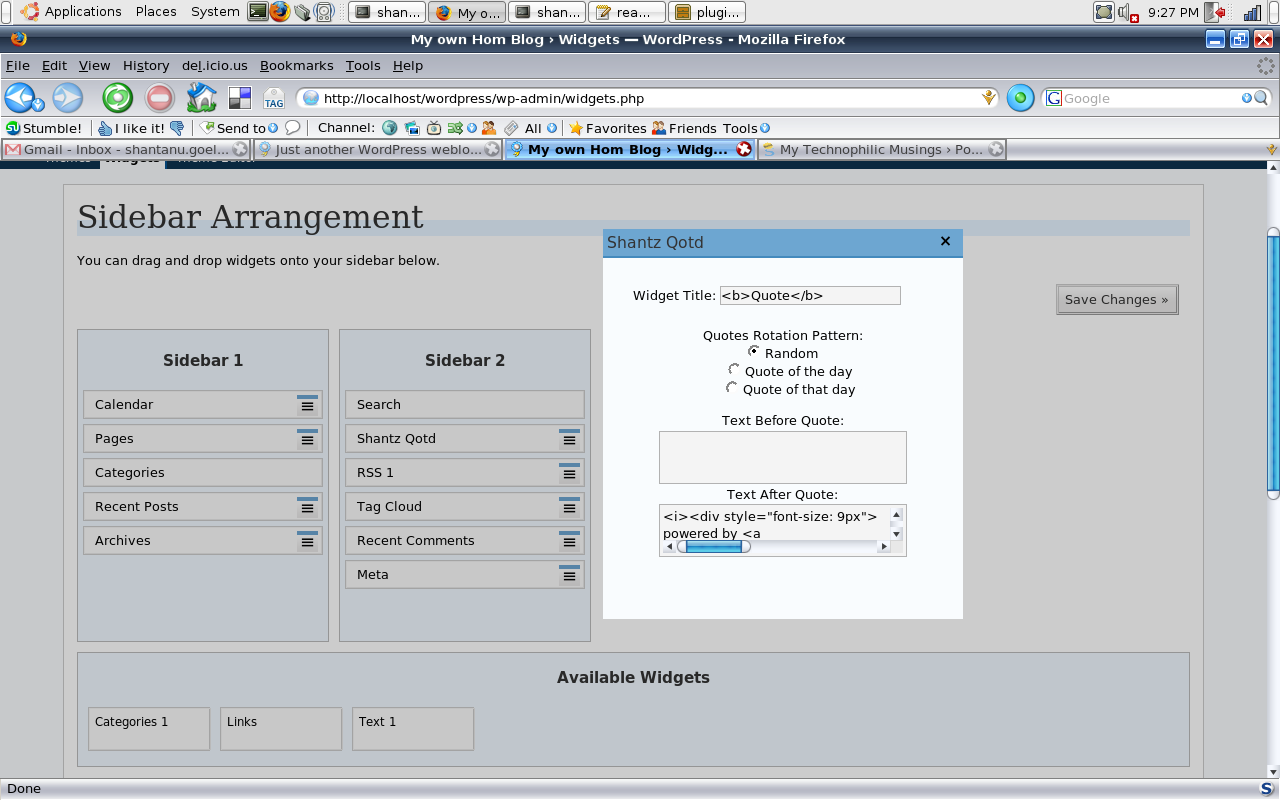 Applications Places System shan... My o... shan... rea... plugi... 9:27 PM
My own Hom Blog › Widgets — WordPress - Mozilla Firefox
File Edit View History del.icio.us Bookmarks Tools Help
TAG http://localhost/wordpress/wp-admin/widgets.php Google
Stumble! I like it! Send to Channel: All Favorites Friends Tools
Gmail - Inbox - shantanu.goel... Just another WordPress weblo... My own Hom Blog › Widg... My Technophilic Musings › Po...
Themes Widgets Theme Editor
Sidebar Arrangement
You can drag and drop widgets onto your sidebar below.
Save Changes »
Sidebar 1
Calendar
Pages
Categories
Recent Posts
Archives
Sidebar 2
Search
Shantz Qotd
RSS 1
Tag Cloud
Recent Comments
Meta
Shantz Qotd
Widget Title: <b>Quote</b>
Quotes Rotation Pattern:
Random
Quote of the day
Quote of that day
Text Before Quote:
Text After Quote:
<i><div style="font-size: 9px">
powered by <a
Available Widgets
Categories 1 Links Text 1
Done